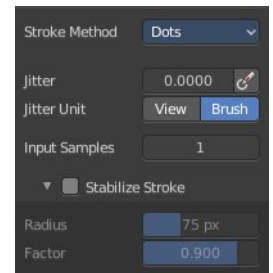 Stroke Method Dots
Jitter 0.0000
Jitter Unit View Brush
Input Samples 1
Stabilize Stroke
Radius 75 px
Factor 0.900